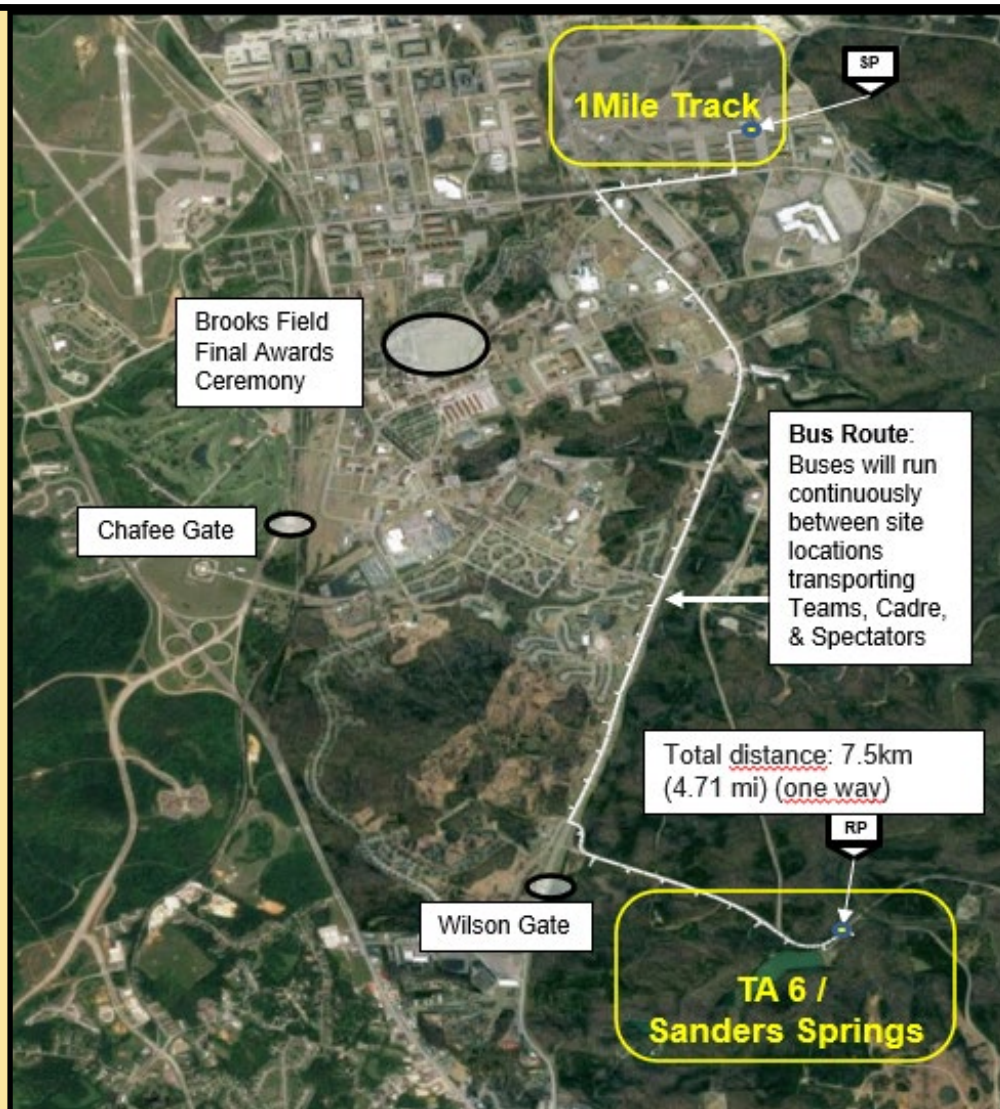 1Mile Track
SP
Brooks Field
Final Awards
Ceremony
Chafee Gate
Bus Route:
Buses will run
continuously
between site
locations
transporting
Teams, Cadre,
& Spectators
Total distance: 7.5km
(4.71 mi) (one way)
RP
Wilson Gate
TA 6 /
Sanders Springs